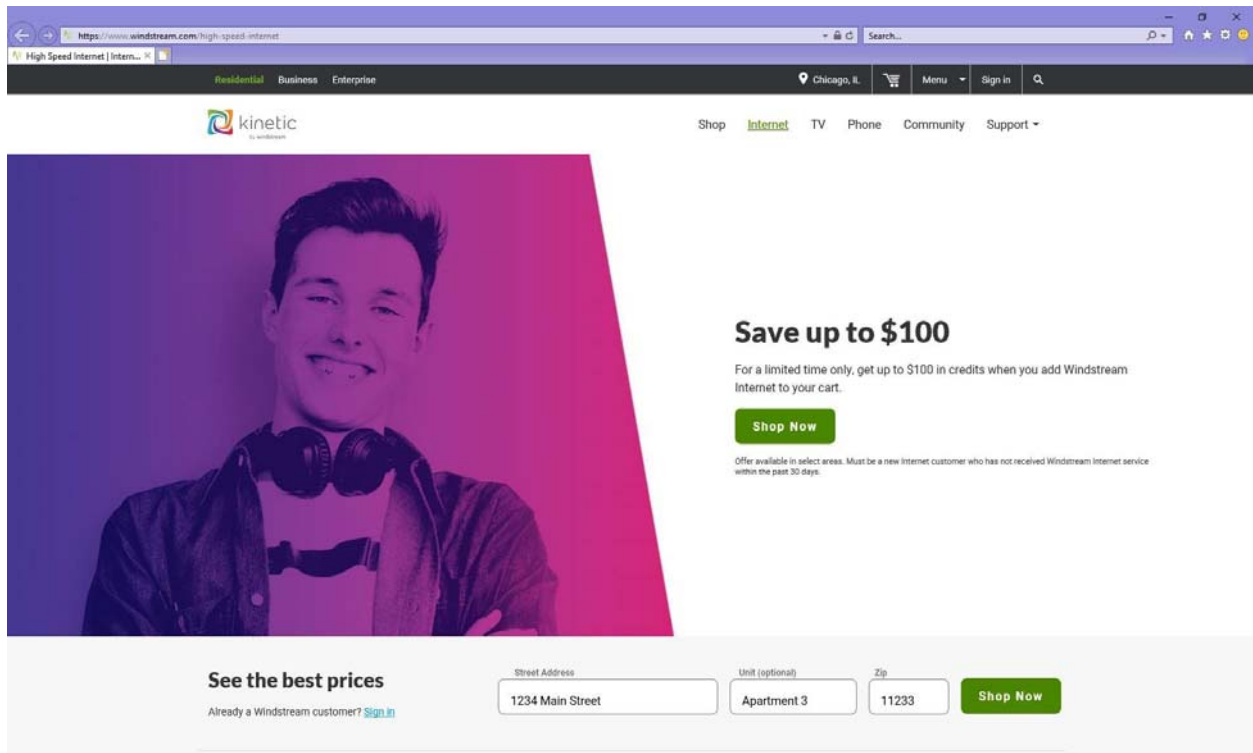 https://www.windstream.com/high-speed-internet
Search...
High Speed Internet | Intern...
Residential Business Enterprise
Chicago, IL
Menu
Sign in
kinetic
by windstream
Shop Internet TV Phone Community Support
Save up to $100
For a limited time only, get up to $100 in credits when you add Windstream
Internet to your cart.
Shop Now
Offer available in select areas. Must be a new Internet customer who has not received Windstream Internet service
within the past 30 days.
See the best prices
Already a Windstream customer? Sign in
Street Address
1234 Main Street
Unit (optional)
Apartment 3
Zip
11233
Shop Now